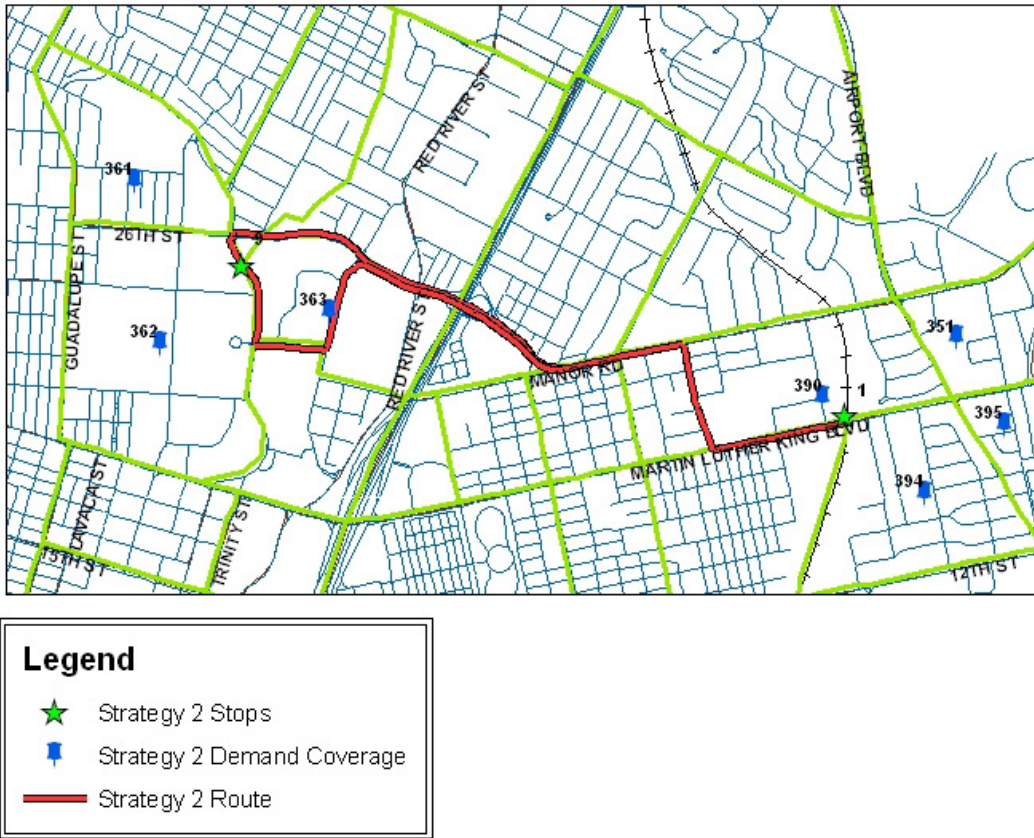 RED RIVER ST
AIRPORT BLVD
361
26TH ST
GUADALUPE ST
363
362
RED RIVER ST
351
MANOR RD
390
1
395
MARTIN LUTHER KING BLVD
394
LAVACA ST
TRINITY ST
15TH ST
12TH ST
Legend
Strategy 2 Stops
Strategy 2 Demand Coverage
Strategy 2 Route